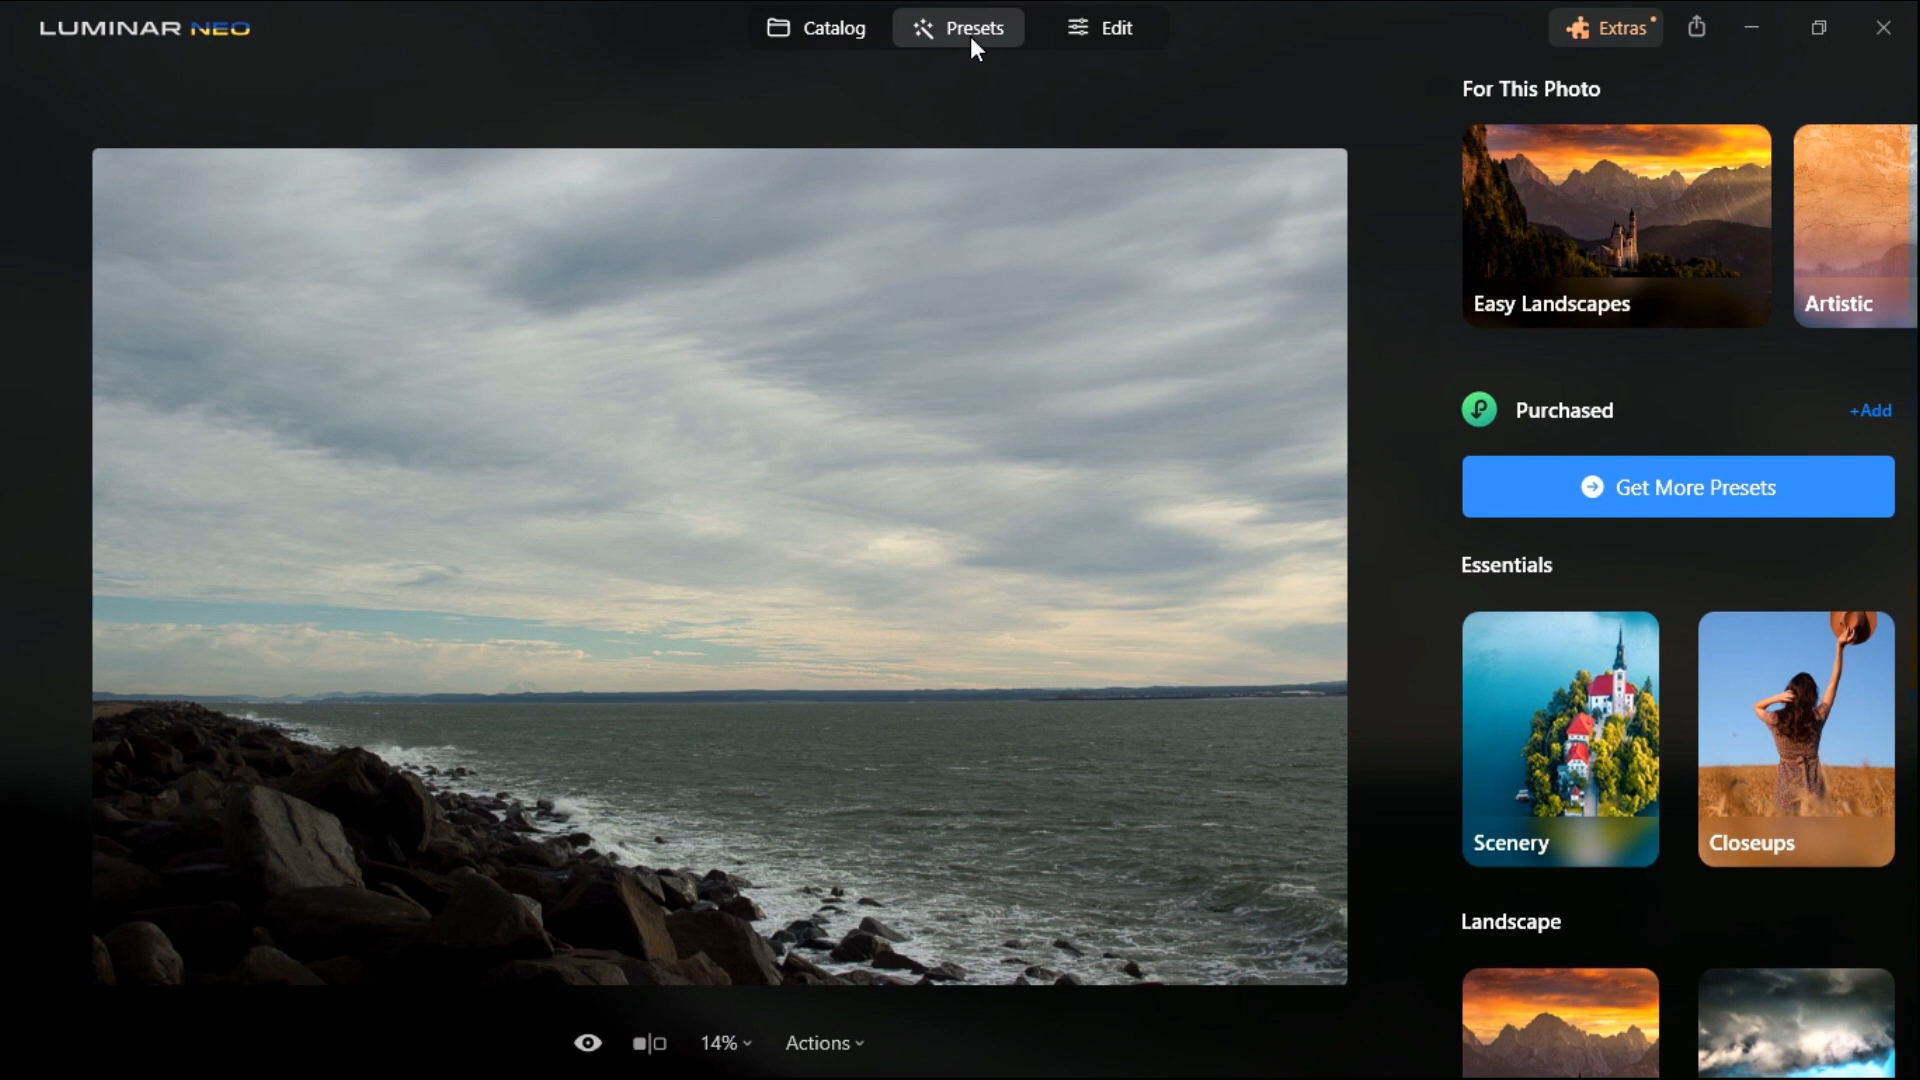 LUMINAR NEO
Catalog
Presets
Edit
Extras
For This Photo
Easy Landscapes
Artistic
Purchased
+Add
Get More Presets
Essentials
Scenery
Closeups
Landscape
14%
Actions